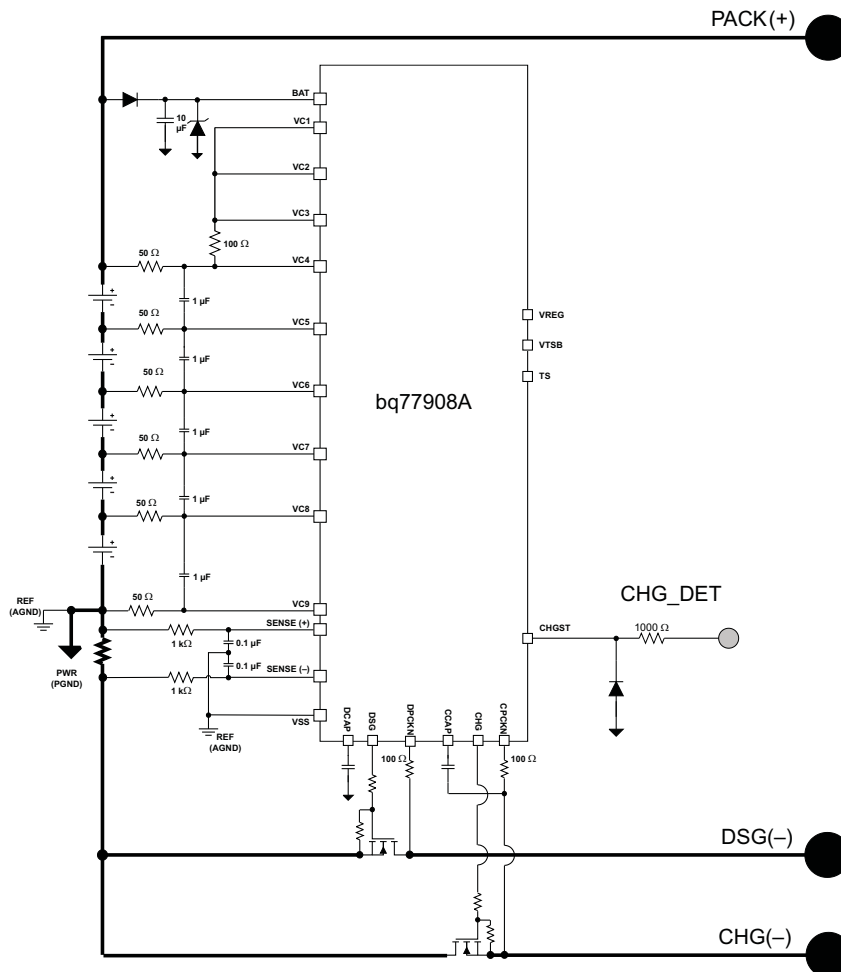 PACK(+)
BAT
10
µF
VC1
VC2
VC3
100 Ω
50 Ω
VC4
1 µF
50 Ω
VC5
1 µF
50 Ω
VC6
1 µF
50 Ω
VC7
1 µF
50 Ω
VC8
1 µF
50 Ω
VC9
VREG
VTSB
TS
bq77908A
REF
(AGND)
PWR
(PGND)
SENSE (+)
1 kΩ
0.1 µF
0.1 µF
SENSE (–)
1 kΩ
VSS
REF
(AGND)
CHG_DET
CHGST
1000 Ω
DCAP
DSG
DPCKN
CCAP
CHG
CPCKN
100 Ω
100 Ω
DSG(–)
CHG(–)